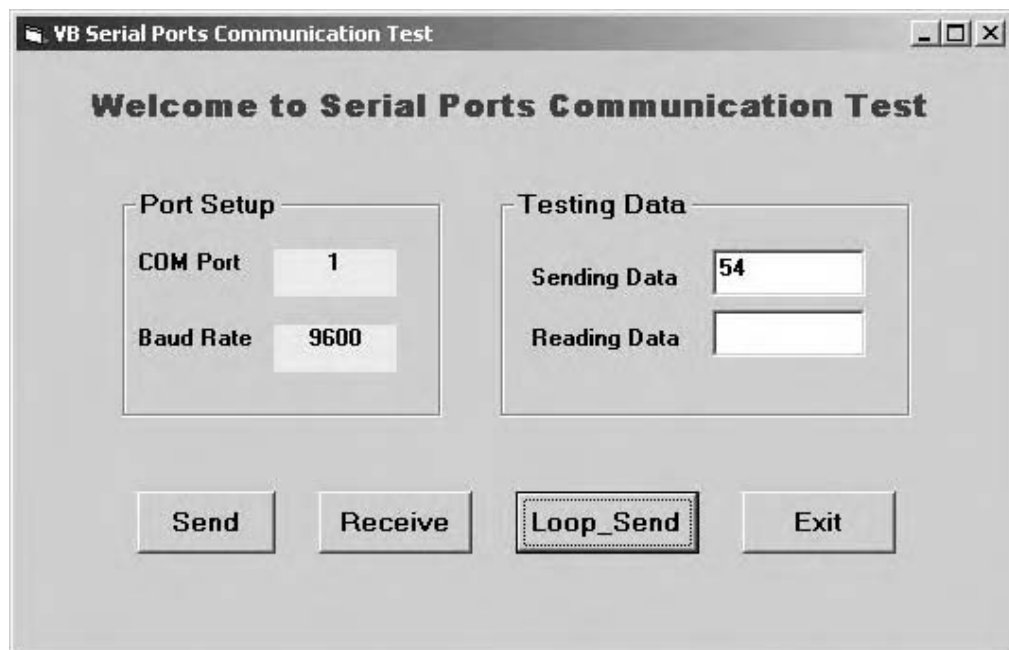 VB Serial Ports Communication Test
Welcome to Serial Ports Communication Test
Port Setup
COM Port 1
Baud Rate 9600
Testing Data
Sending Data 54
Reading Data
Send Receive Loop_Send Exit